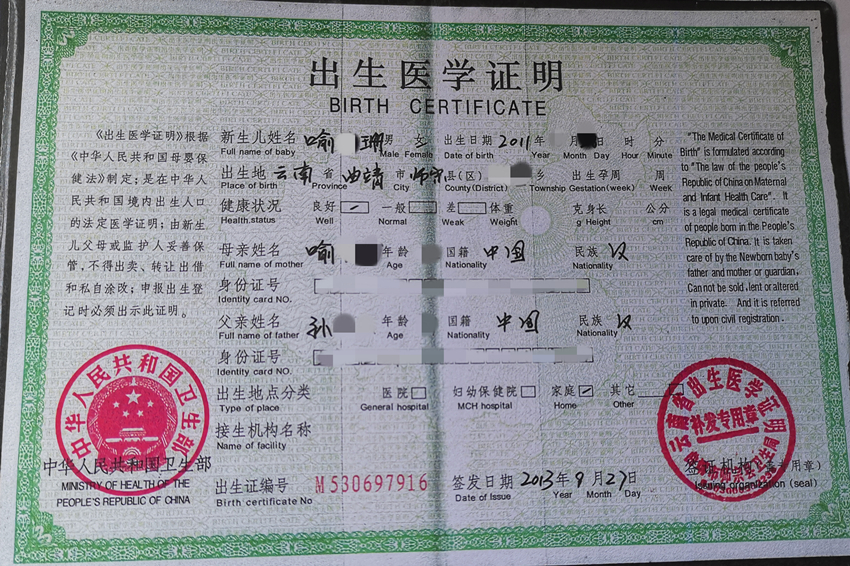 出生医学证明
BIRTH CERTIFICATE
《出生医学证明》根据
《中华人民共和国母婴保
健法》制定;是在中华人
民共和国境内出生人口
的法定医学证明;由新生
儿父母或监护人妥善保
管,不得出卖、转让出借
和私自涂改;申报出生登
记时必须出示此证明。
新生儿姓名 喻 珊 男 女 出生日期 2011 年 月 日 时 分
Full name of baby Male Female Date of birth Year Month Day Hour Minute
出生地 云南 省 曲靖 市 师宗 县(区) 乡 出生孕周 周
Place of birth Province City County(District) Township Gestation(week) Week
健康状况 良好 一般 差 体重 克 身长 公分
Health.status Well Normal Weak Weight g Height cm
母亲姓名 喻 年龄 国籍 中国 民族 汉
Full name of mother Age Nationality Nationality
身份证号
Identity card NO.
父亲姓名 孙 年龄 国籍 中国 民族 汉
Full name of father Age Nationality Nationality
身份证号
Identity card NO.
出生地点分类 医院 妇幼保健院 家庭 其它
Type of place General hospital MCH hospital Home Other
接生机构名称
Name of facility
出生证编号 M530697916 签发日期 2013年9月27日
Birth certificate No Date of Issue Year Month Day
"The Medical Certificate of
Birth" is formulated according
to "The law of the people's
Republic of China on Maternal
and Infant Health Care". It
is a legal medical certificate
of people born in the People's
Republic of China. It is taken
care of by the Newborn baby's
father and mother or guardian.
Can not be sold .lent or altered
in private. And it is referred
to upon civil registration.
中华人民共和国卫生部
中华人民共和国卫生部
MINISTRY OF HEALTH OF THE
PEOPLE'S REPUBLIC OF CHINA
云南省出生医学证明
补发专用章
签发机构 (专用章)
Issuing organization (seal)